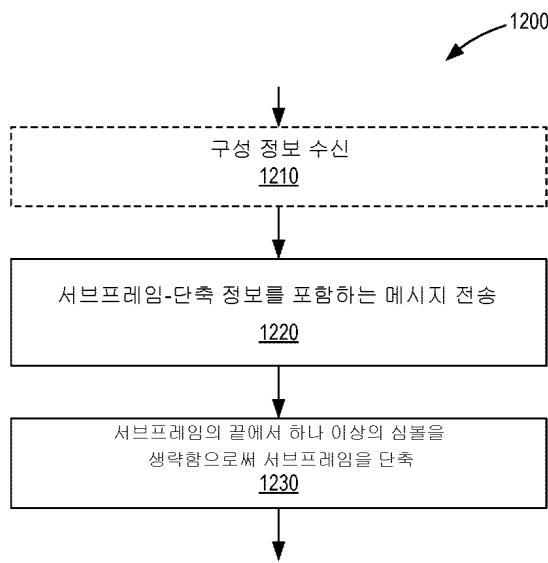 1200
구성 정보 수신
1210
서브프레임-단축 정보를 포함하는 메시지 전송
1220
서브프레임의 끝에서 하나 이상의 심볼을
생략함으로써 서브프레임을 단축
1230